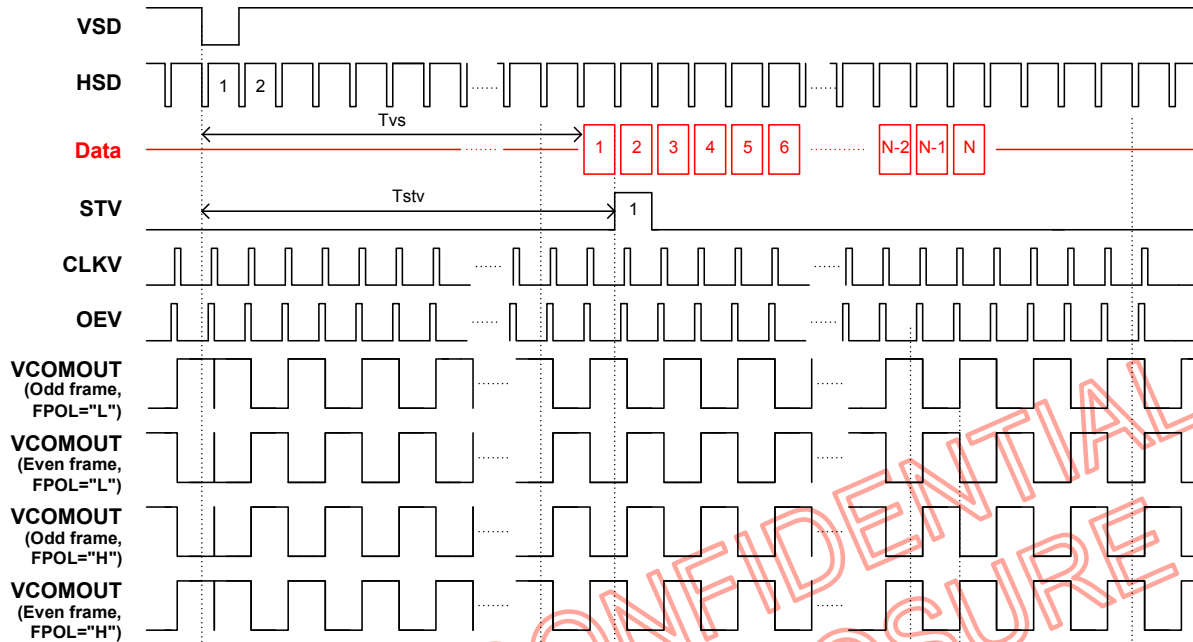 VSD
HSD
1 2
Tvs
Data
1 2 3 4 5 6 N-2 N-1 N
Tstv
STV
1
CLKV
OEV
VCOMOUT
(Odd frame,
FPOL="L")
VCOMOUT
(Even frame,
FPOL="L")
VCOMOUT
(Odd frame,
FPOL="H")
VCOMOUT
(Even frame,
FPOL="H")
CONFIDENTIAL